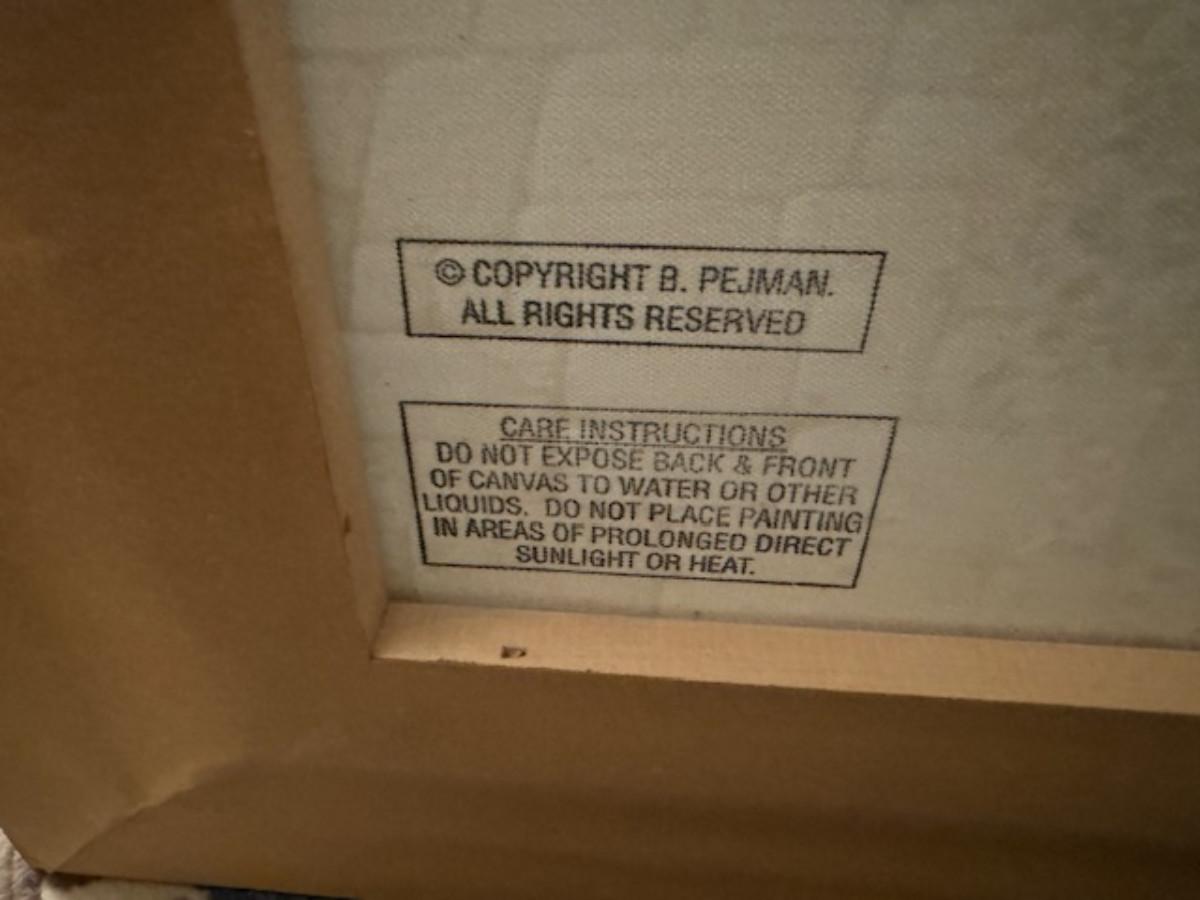 © COPYRIGHT B. PEJMAN.
ALL RIGHTS RESERVED
CARE INSTRUCTIONS
DO NOT EXPOSE BACK & FRONT
OF CANVAS TO WATER OR OTHER
LIQUIDS. DO NOT PLACE PAINTING
IN AREAS OF PROLONGED DIRECT
SUNLIGHT OR HEAT.